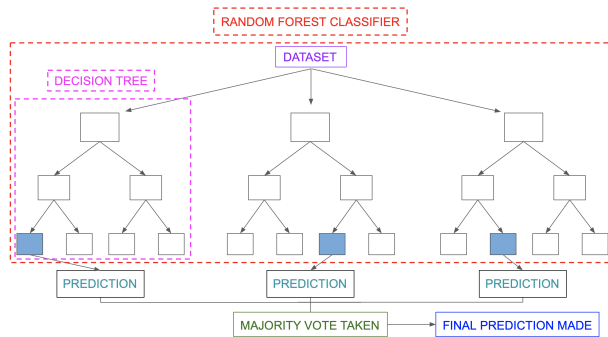 RANDOM FOREST CLASSIFIER
DATASET
DECISION TREE
PREDICTION
PREDICTION
PREDICTION
MAJORITY VOTE TAKEN
FINAL PREDICTION MADE